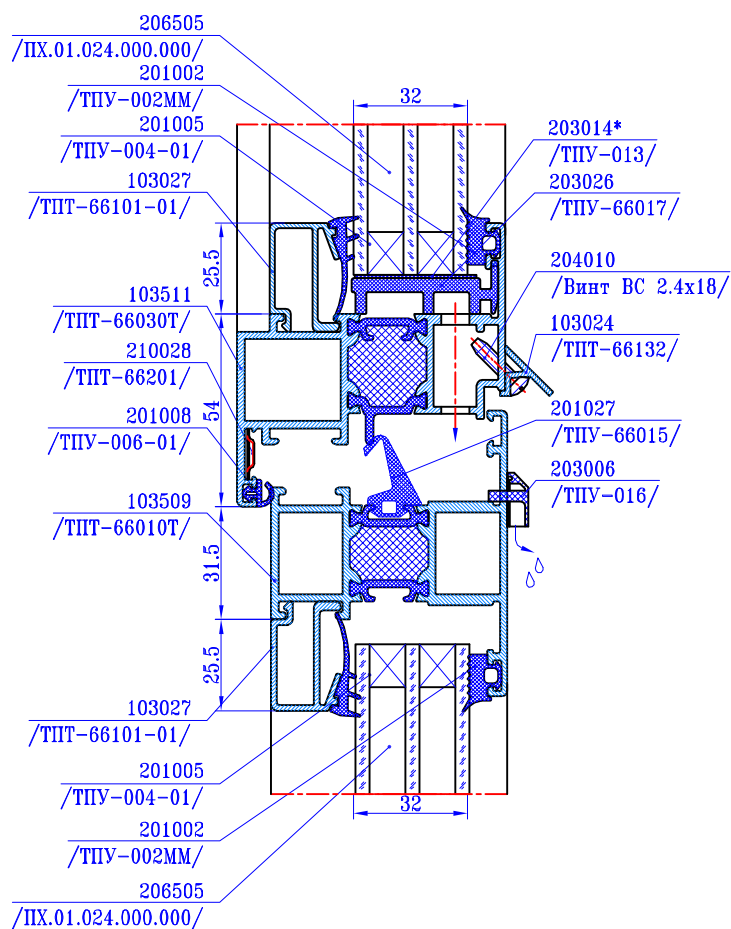 206505
/ПХ.01.024.000.000/
201002
/ТПУ-002ММ/
201005
/ТПУ-004-01/
103027
/ТПТ-66101-01/
103511
/ТПТ-66030Т/
210028
/ТПТ-66201/
201008
/ТПУ-006-01/
103509
/ТПТ-66010Т/
103027
/ТПТ-66101-01/
201005
/ТПУ-004-01/
201002
/ТПУ-002ММ/
206505
/ПХ.01.024.000.000/
25.5
54
31.5
25.5
32
32
203014*
/ТПУ-013/
203026
/ТПУ-66017/
204010
/Винт ВС 2.4x18/
103024
/ТПТ-66132/
201027
/ТПУ-66015/
203006
/ТПУ-016/